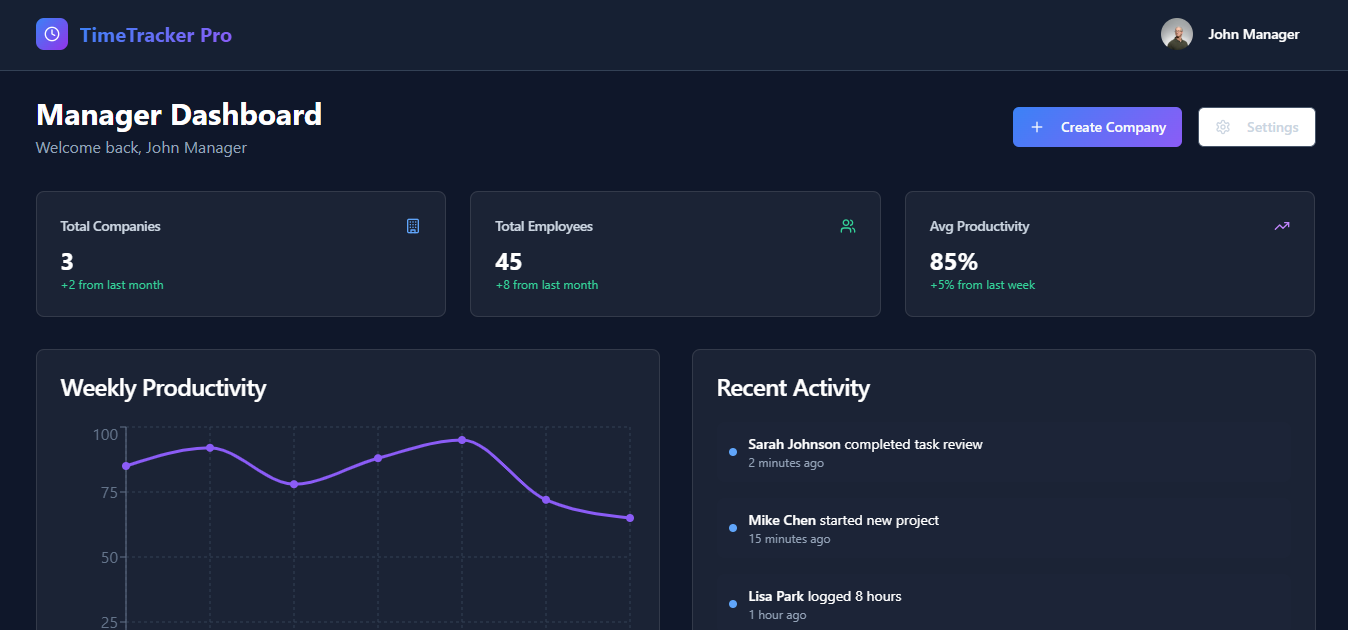 TimeTracker Pro
John Manager
Manager Dashboard
Welcome back, John Manager
Create Company
Settings
Total Companies
3
+2 from last month
Total Employees
45
+8 from last month
Avg Productivity
85%
+5% from last week
Weekly Productivity
100
75
50
25
Recent Activity
Sarah Johnson completed task review
2 minutes ago
Mike Chen started new project
15 minutes ago
Lisa Park logged 8 hours
1 hour ago